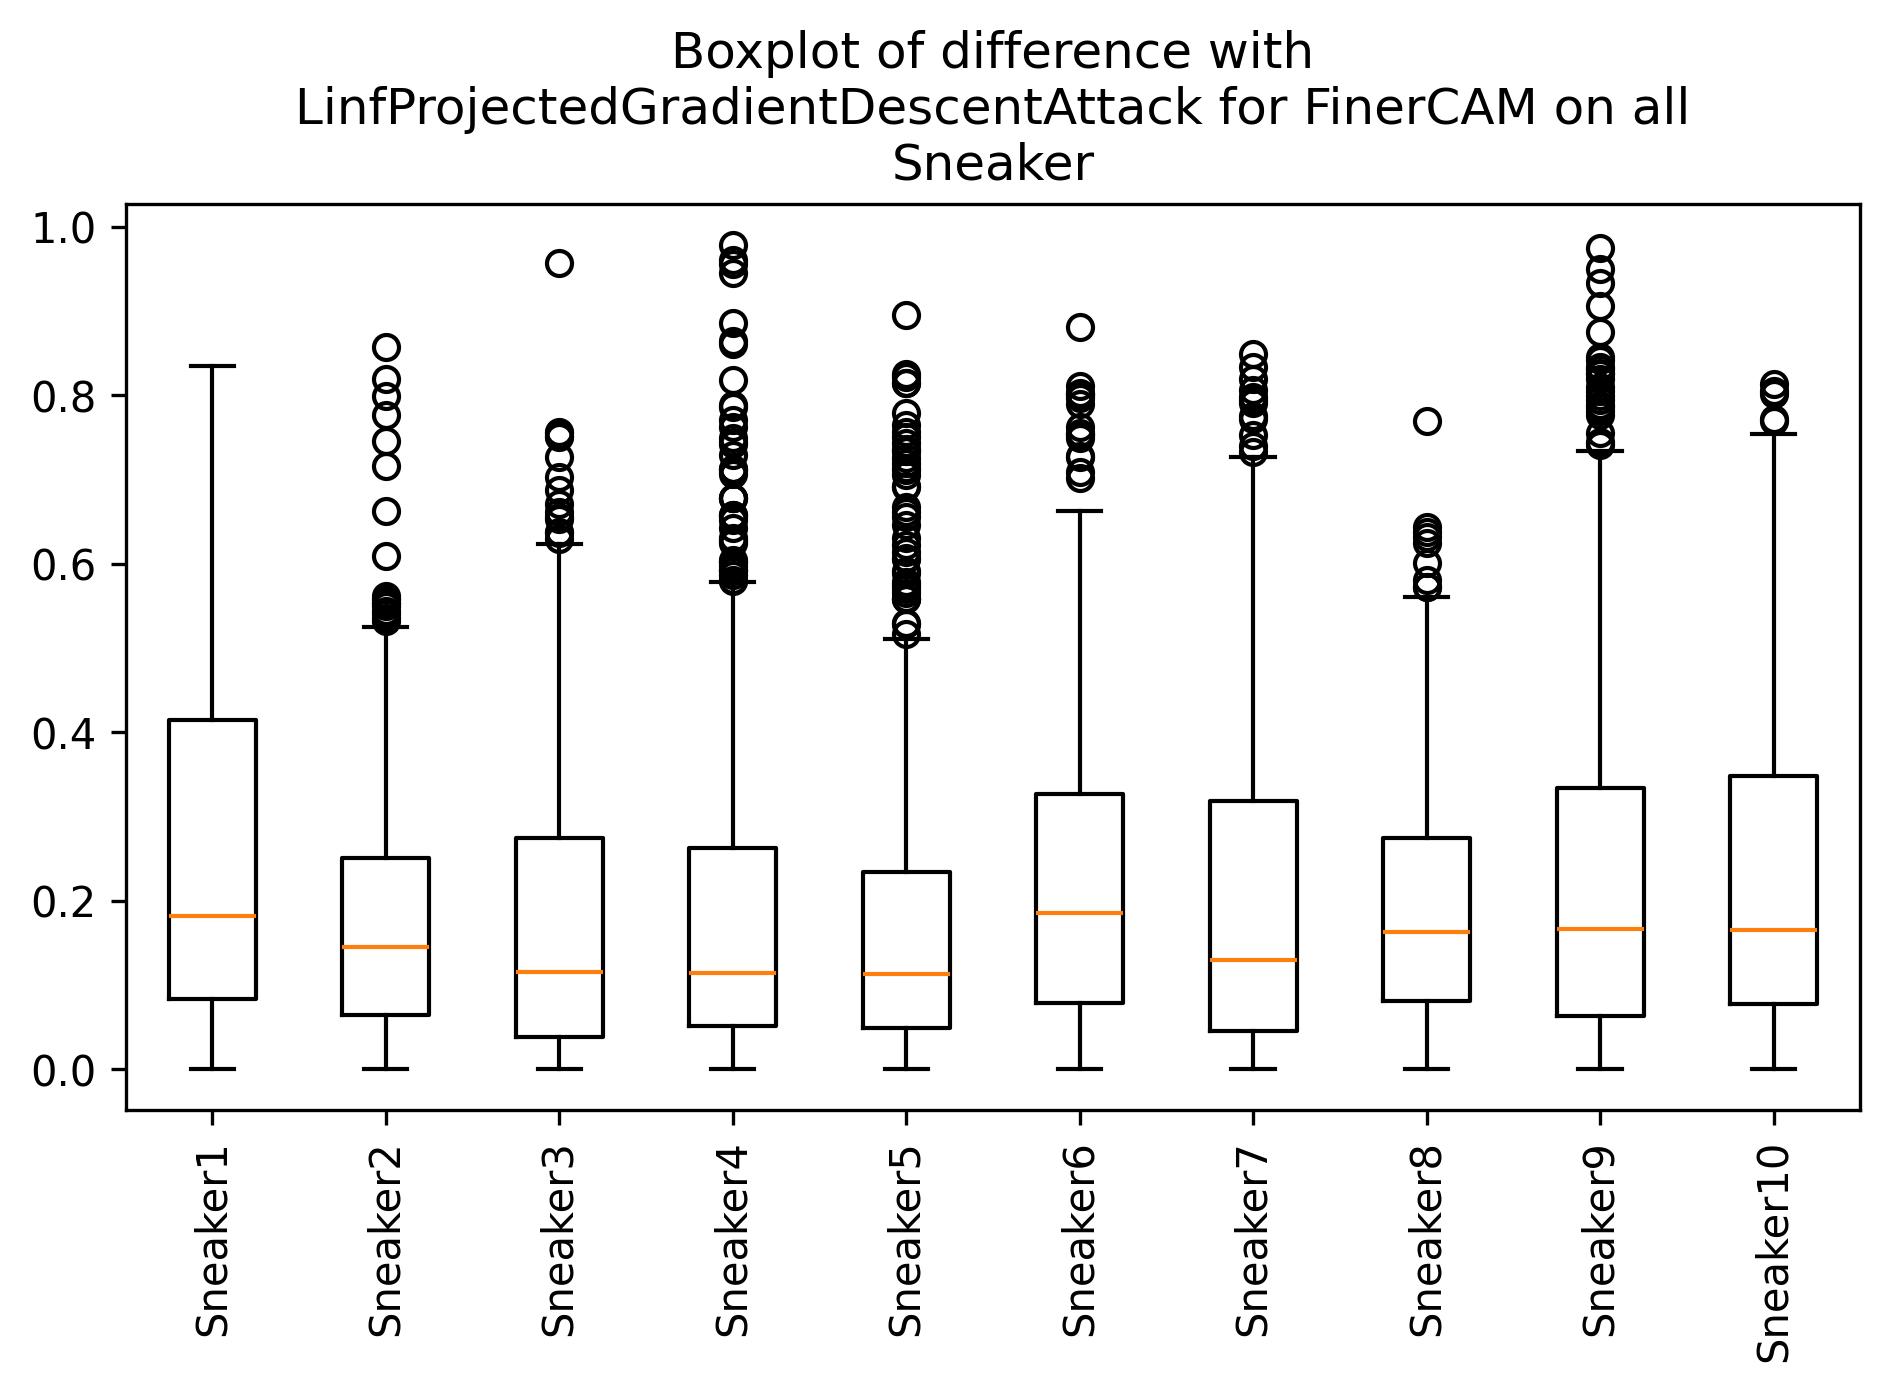 Boxplot of difference with
LinfProjectedGradientDescentAttack for FinerCAM on all
Sneaker
1.0
0.8
0.6
0.4
0.2
0.0
Sneaker1
Sneaker2
Sneaker3
Sneaker4
Sneaker5
Sneaker6
Sneaker7
Sneaker8
Sneaker9
Sneaker10